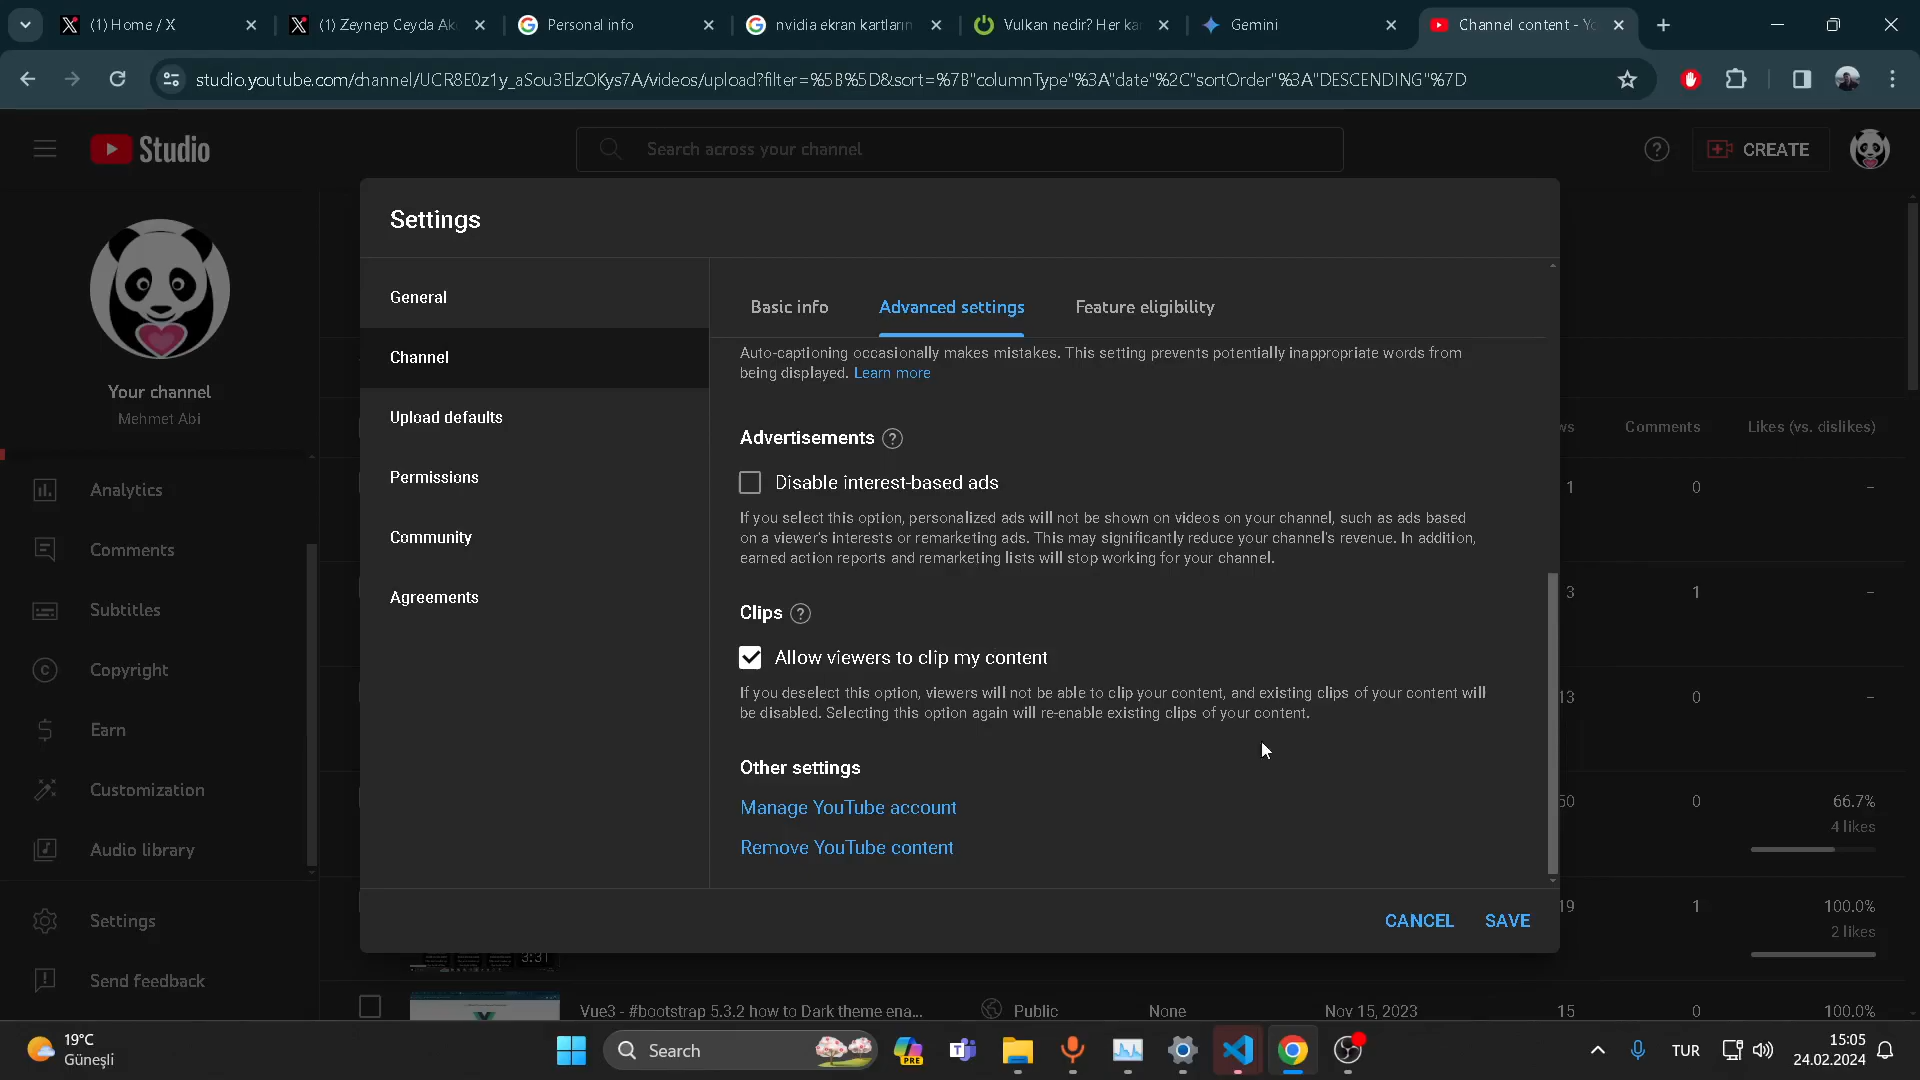 (1) Home / X
(1) Zeynep Ceyda Ak
Personal info
nvidia ekran kartların
Vulkan nedir? Her ka
Gemini
Channel content - Yo
studio.youtube.com/channel/UCR8E0z1y_aSou3ElzOKys7A/videos/upload?filter=%5B%5D&sort=%7B"columnType"%3A"date"%2C"sortOrder"%3A"DESCENDING"%7D
Studio
Search across your channel
CREATE
Your channel
Mehmet Abi
Analytics
Comments
Subtitles
Copyright
Earn
Customization
Audio library
Settings
Send feedback
Settings
General
Channel
Upload defaults
Permissions
Community
Agreements
Basic info
Advanced settings
Feature eligibility
Auto-captioning occasionally makes mistakes. This setting prevents potentially inappropriate words from
being displayed. Learn more
Advertisements
Disable interest-based ads
If you select this option, personalized ads will not be shown on videos on your channel, such as ads based
on a viewer's interests or remarketing ads. This may significantly reduce your channel's revenue. In addition,
earned action reports and remarketing lists will stop working for your channel.
Clips
Allow viewers to clip my content
If you deselect this option, viewers will not be able to clip your content, and existing clips of your content will
be disabled. Selecting this option again will re-enable existing clips of your content.
Other settings
Manage YouTube account
Remove YouTube content
CANCEL SAVE
ws Comments Likes (vs. dislikes)
1 0 –
3 1 –
13 0 –
50 0 66.7%
4 likes
19 1 100.0%
2 likes
3:31
Vue3 - #bootstrap 5.3.2 how to Dark theme ena... Public None Nov 15, 2023 15 0 100.0%
19°C
Güneşli
Search
PRE
TUR
15:05
24.02.2024